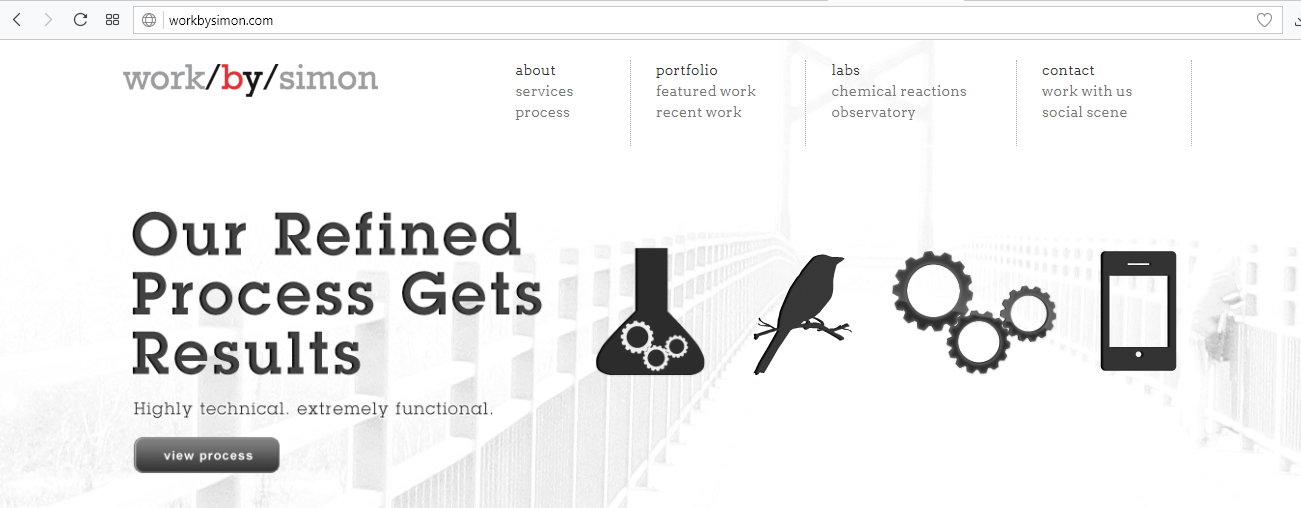 workbysimon.com
work/by/simon
about
services
process
portfolio
featured work
recent work
labs
chemical reactions
observatory
contact
work with us
social scene
Our Refined
Process Gets
Results
Highly technical. extremely functional.
view process